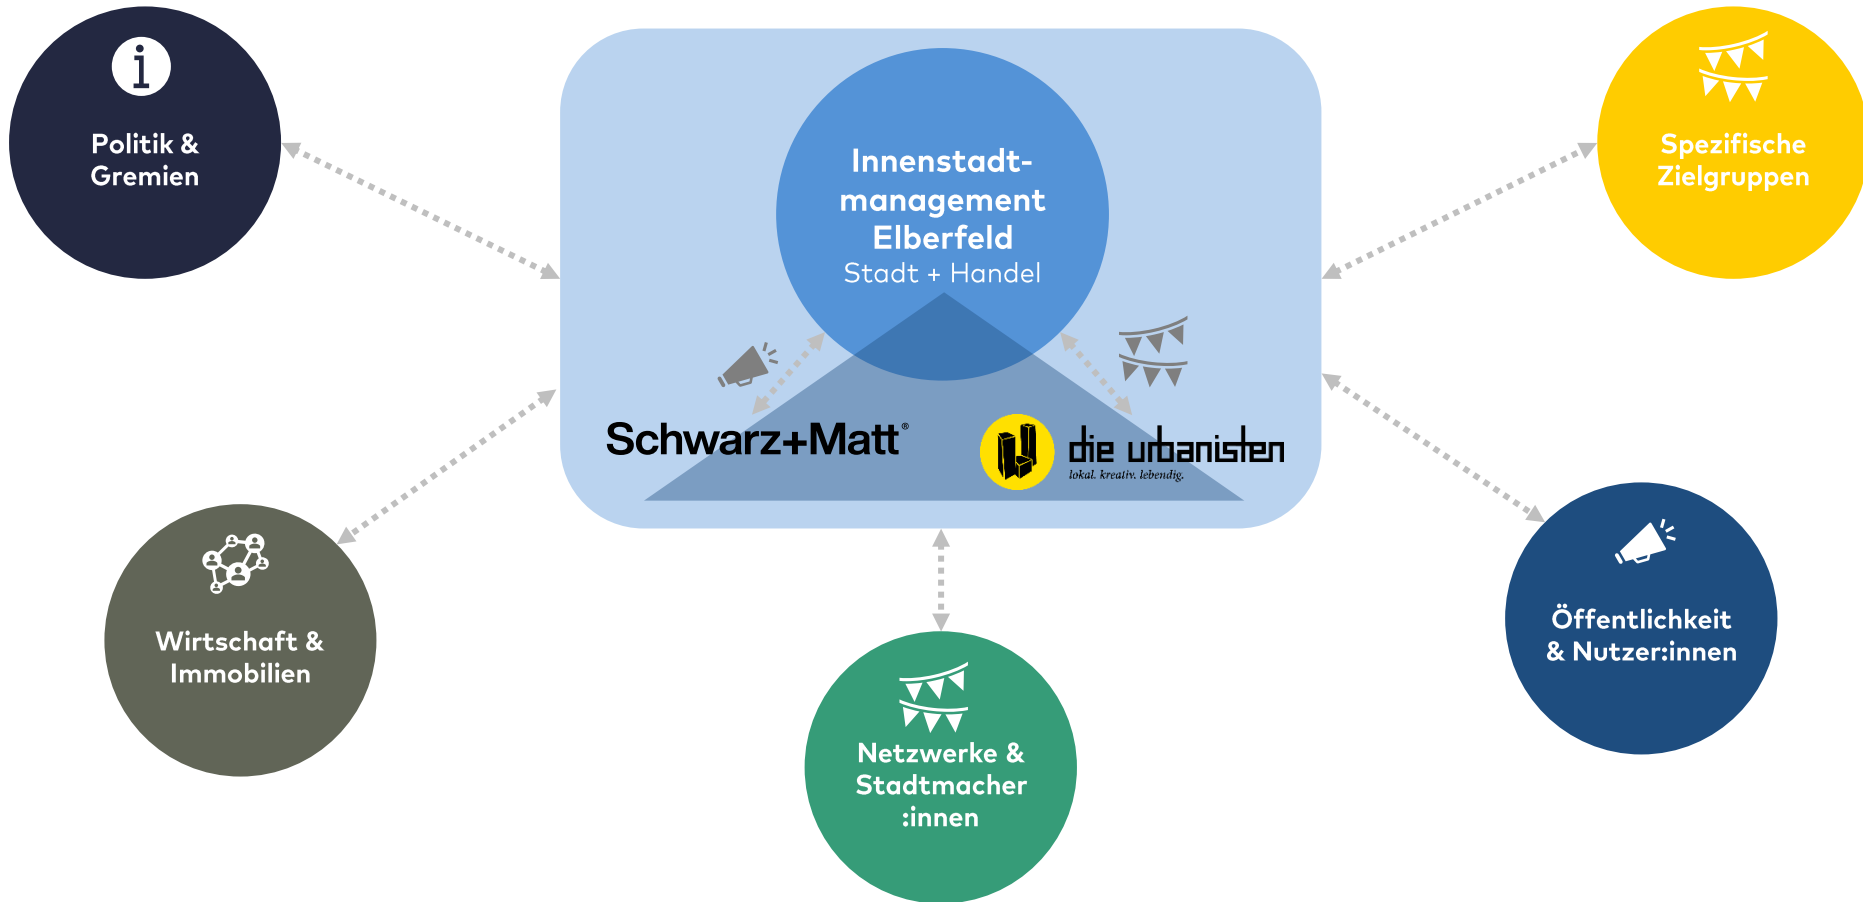 Politik &
Gremien
Innenstadt-
management
Elberfeld
Stadt + Handel
Spezifische
Zielgruppen
Schwarz+Matt®
die urbanisten
lokal. kreativ. lebendig.
Wirtschaft &
Immobilien
Netzwerke &
Stadtmacher
:innen
Öffentlichkeit
& Nutzer:innen